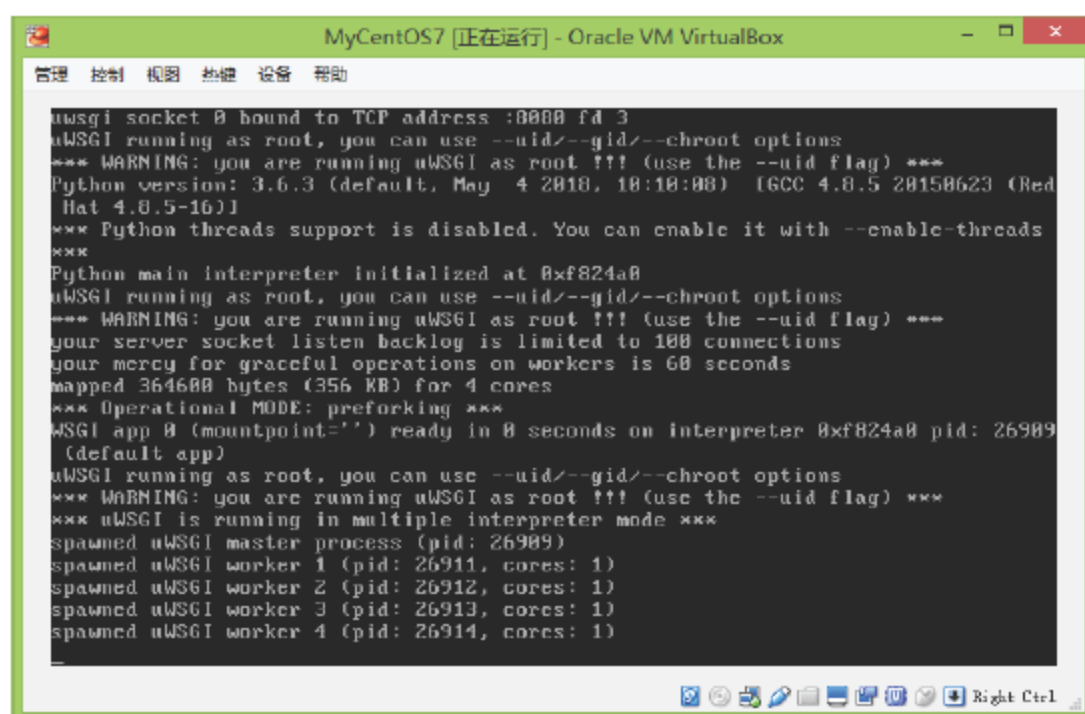 MyCentOS7 [正在运行] - Oracle VM VirtualBox
管理 控制 视图 热键 设备 帮助
uwsgi socket 0 bound to TCP address :8080 fd 3
uWSGI running as root, you can use --uid/--gid/--chroot options
*** WARNING: you are running uWSGI as root !!! (use the --uid flag) ***
Python version: 3.6.3 (default, May  4 2018, 10:10:08)  [GCC 4.8.5 20150623 (Red
 Hat 4.8.5-16)]
*** Python threads support is disabled. You can enable it with --enable-threads
***
Python main interpreter initialized at 0xf824a0
uWSGI running as root, you can use --uid/--gid/--chroot options
*** WARNING: you are running uWSGI as root !!! (use the --uid flag) ***
your server socket listen backlog is limited to 100 connections
your mercy for graceful operations on workers is 60 seconds
mapped 364600 bytes (356 KB) for 4 cores
*** Operational MODE: preforking ***
WSGI app 0 (mountpoint='') ready in 0 seconds on interpreter 0xf824a0 pid: 26909
 (default app)
uWSGI running as root, you can use --uid/--gid/--chroot options
*** WARNING: you are running uWSGI as root !!! (use the --uid flag) ***
*** uWSGI is running in multiple interpreter mode ***
spawned uWSGI master process (pid: 26909)
spawned uWSGI worker 1 (pid: 26911, cores: 1)
spawned uWSGI worker 2 (pid: 26912, cores: 1)
spawned uWSGI worker 3 (pid: 26913, cores: 1)
spawned uWSGI worker 4 (pid: 26914, cores: 1)
Right Ctrl